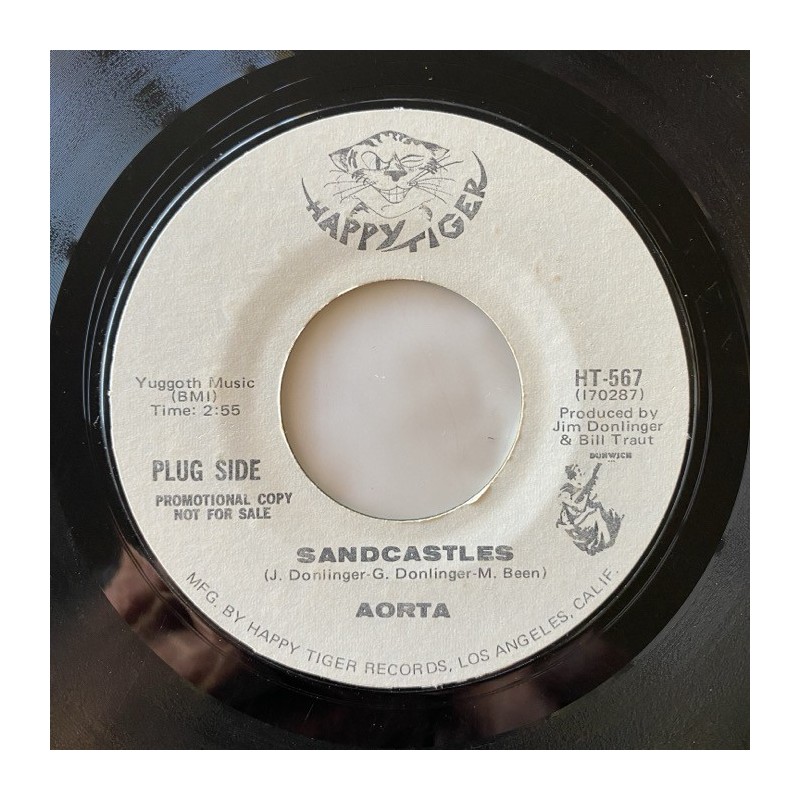 HAPPY TIGER
Yuggoth Music
(BMI)
Time: 2:55
HT-567
(170287)
Produced by
Jim Donlinger
& Bill Traut
DUNWICH
PLUG SIDE
PROMOTIONAL COPY
NOT FOR SALE
SANDCASTLES
(J. Donlinger-G. Donlinger-M. Been)
AORTA
MFG. BY HAPPY TIGER RECORDS, LOS ANGELES, CALIF.